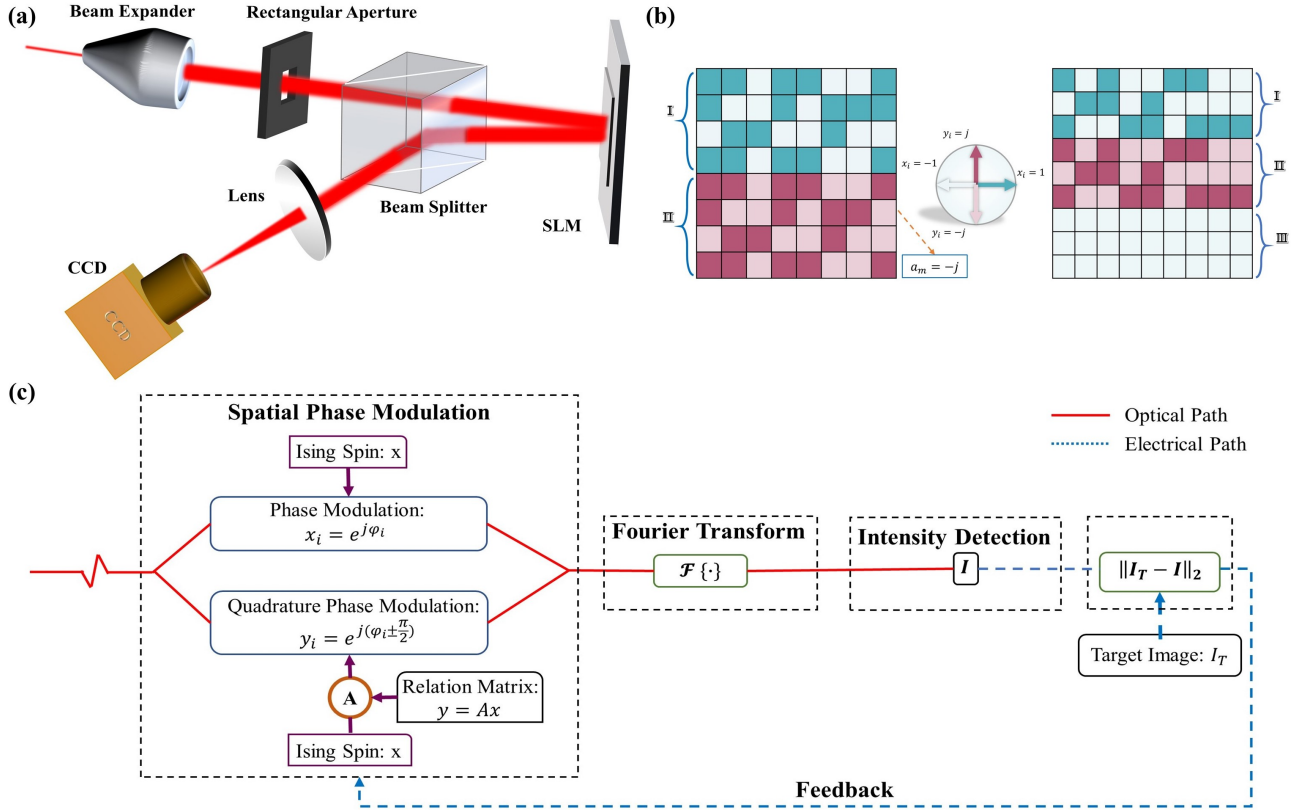 (a)
Beam Expander
Rectangular Aperture
Lens
Beam Splitter
SLM
CCD
CCD
(b)
I
II
y_i = j
x_i = −1
x_i = 1
y_i = −j
a_m = −j
I
II
III
(c)
Spatial Phase Modulation
Ising Spin: x
Phase Modulation:
x_i = e^{jφ_i}
Quadrature Phase Modulation:
y_i = e^{j(φ_i±π/2)}
A
Relation Matrix:
y = Ax
Ising Spin: x
Fourier Transform
ℱ {·}
Intensity Detection
I
‖I_T − I‖_2
Target Image: I_T
Optical Path
Electrical Path
Feedback